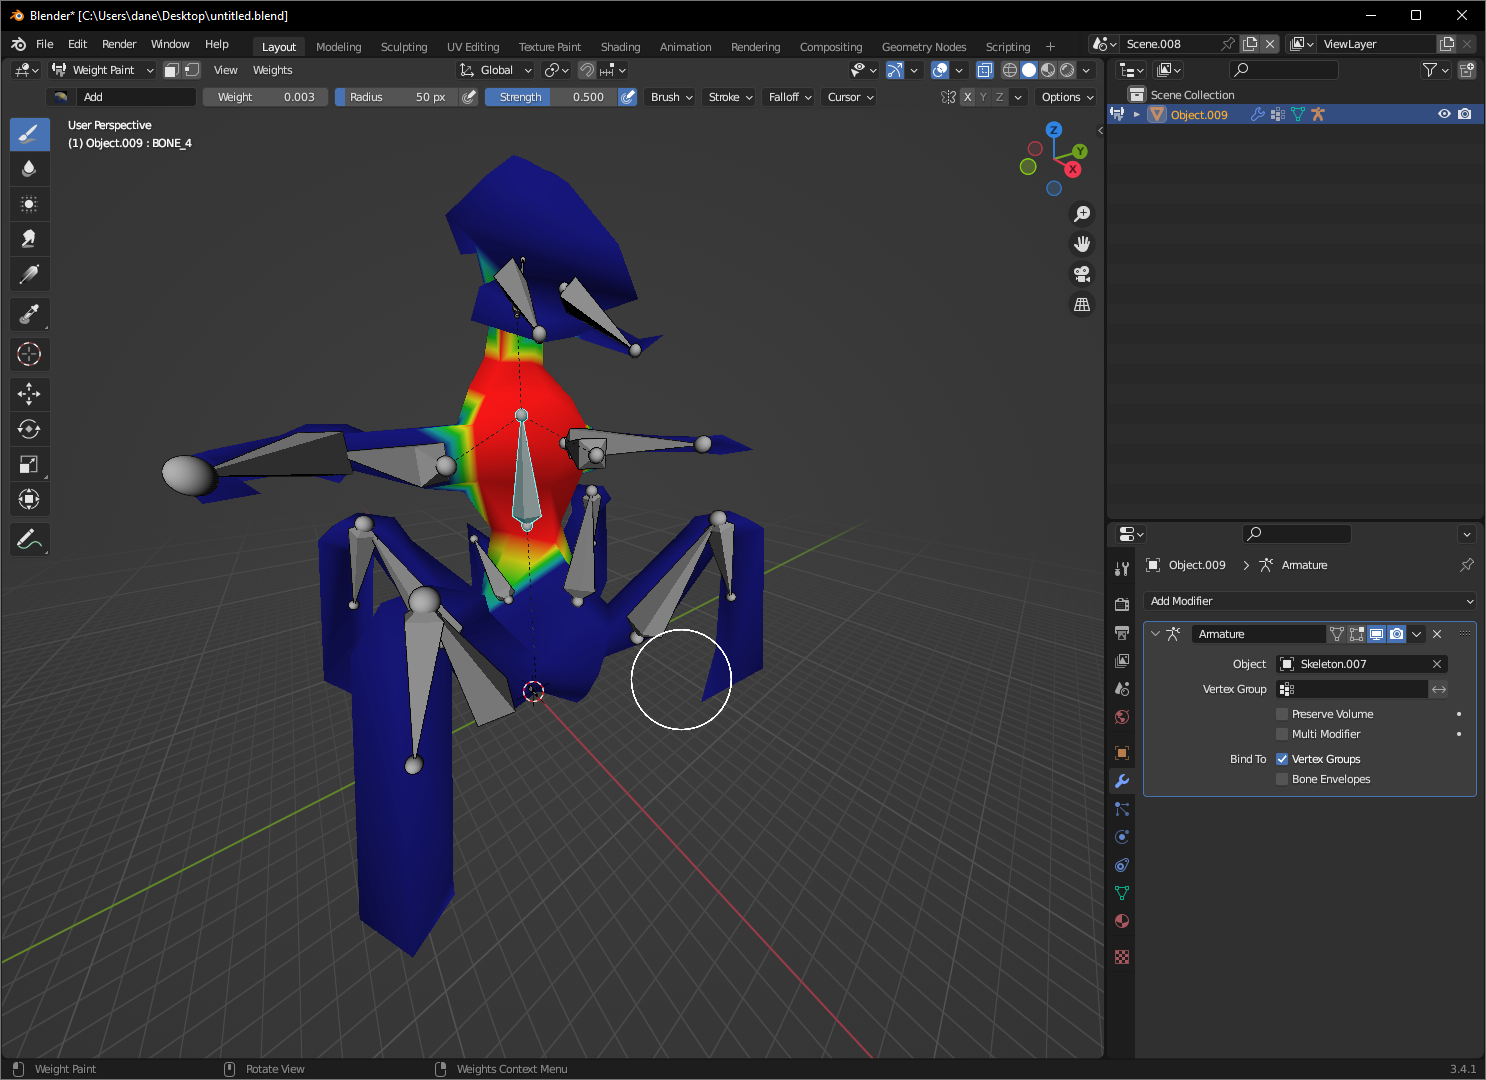 Blender* [C:\Users\dane\Desktop\untitled.blend]
File Edit Render Window Help Layout Modeling Sculpting UV Editing Texture Paint Shading Animation Rendering Compositing Geometry Nodes Scripting + Scene.008 ViewLayer
Weight Paint View Weights Global
Add Weight 0.003 Radius 50 px Strength 0.500 Brush Stroke Falloff Cursor X Y Z Options
User Perspective
(1) Object.009 : BONE_4
Z
Y
X
Scene Collection
Object.009
Object.009 > Armature
Add Modifier
Armature
Object Skeleton.007
Vertex Group
Preserve Volume
Multi Modifier
Bind To Vertex Groups
Bone Envelopes
Weight Paint Rotate View Weights Context Menu 3.4.1